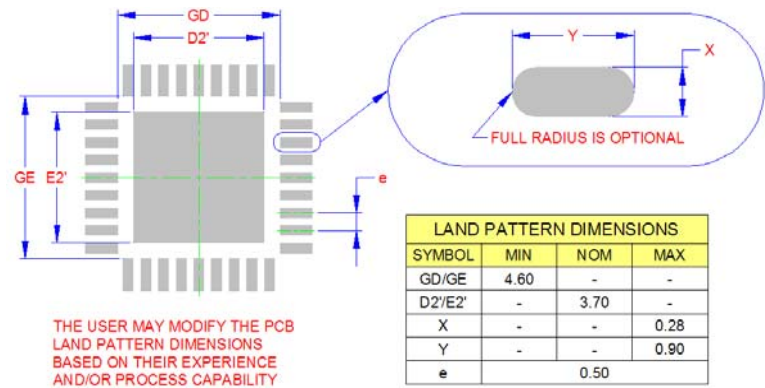 GD
D2'
GE
E2'
e
Y
X
FULL RADIUS IS OPTIONAL
THE USER MAY MODIFY THE PCB
LAND PATTERN DIMENSIONS
BASED ON THEIR EXPERIENCE
AND/OR PROCESS CAPABILITY
LAND PATTERN DIMENSIONS
SYMBOL MIN NOM MAX
GD/GE 4.60 - -
D2'/E2' - 3.70 -
X - - 0.28
Y - - 0.90
e 0.50